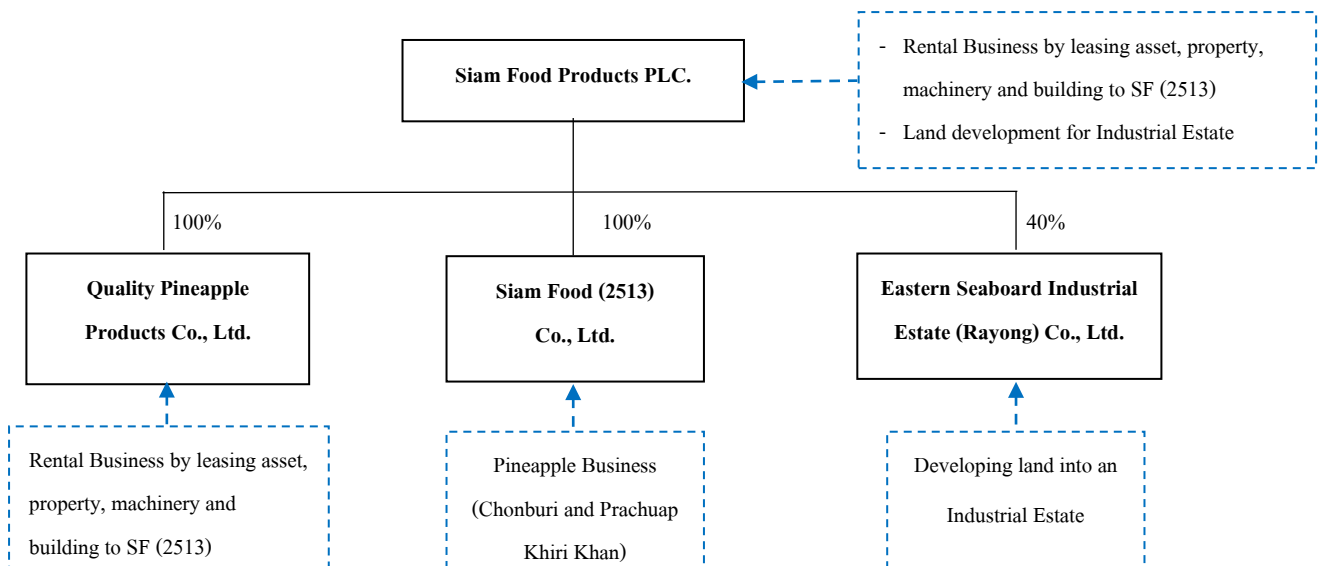 Siam Food Products PLC.
- Rental Business by leasing asset, property,
machinery and building to SF (2513)
- Land development for Industrial Estate
100%
100%
40%
Quality Pineapple
Products Co., Ltd.
Siam Food (2513)
Co., Ltd.
Eastern Seaboard Industrial
Estate (Rayong) Co., Ltd.
Rental Business by leasing asset,
property, machinery and
building to SF (2513)
Pineapple Business
(Chonburi and Prachuap
Khiri Khan)
Developing land into an
Industrial Estate